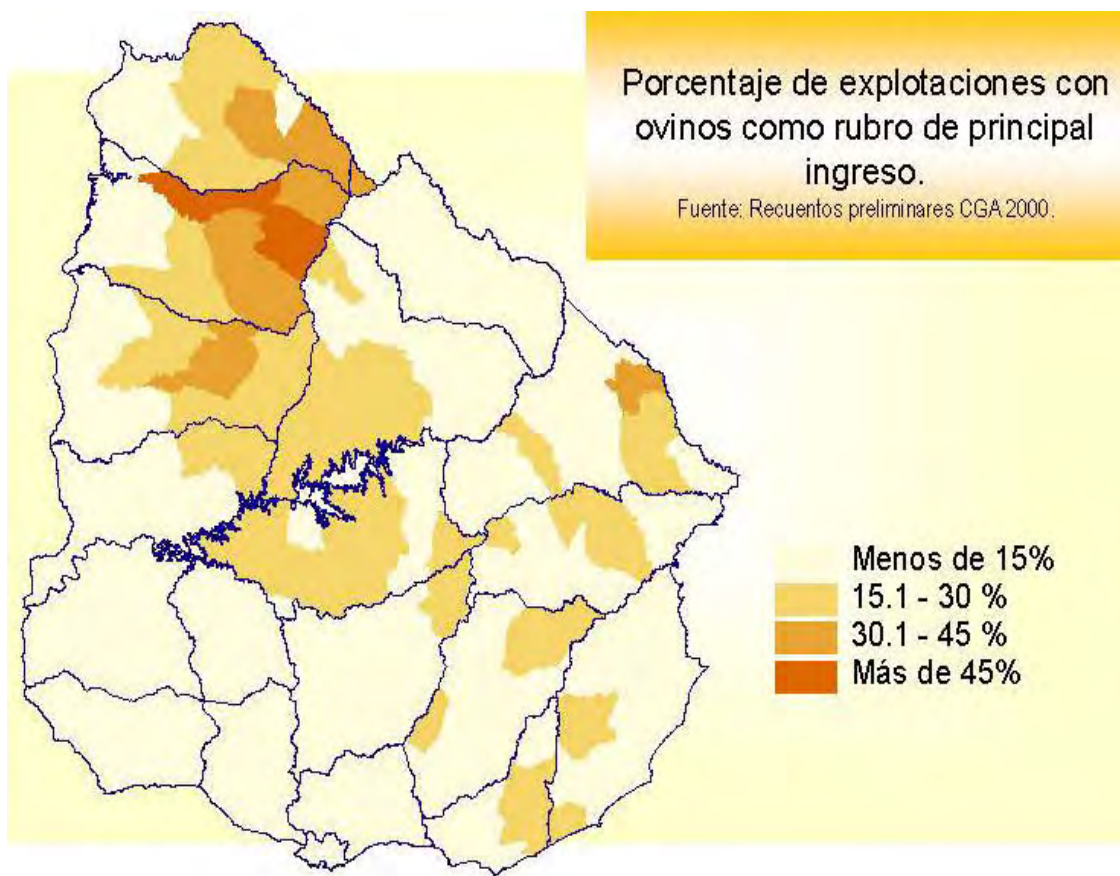 Porcentaje de explotaciones con
ovinos como rubro de principal
ingreso.
Fuente: Recuentos preliminares CGA 2000.
Menos de 15%
15.1 - 30 %
30.1 - 45 %
Más de 45%